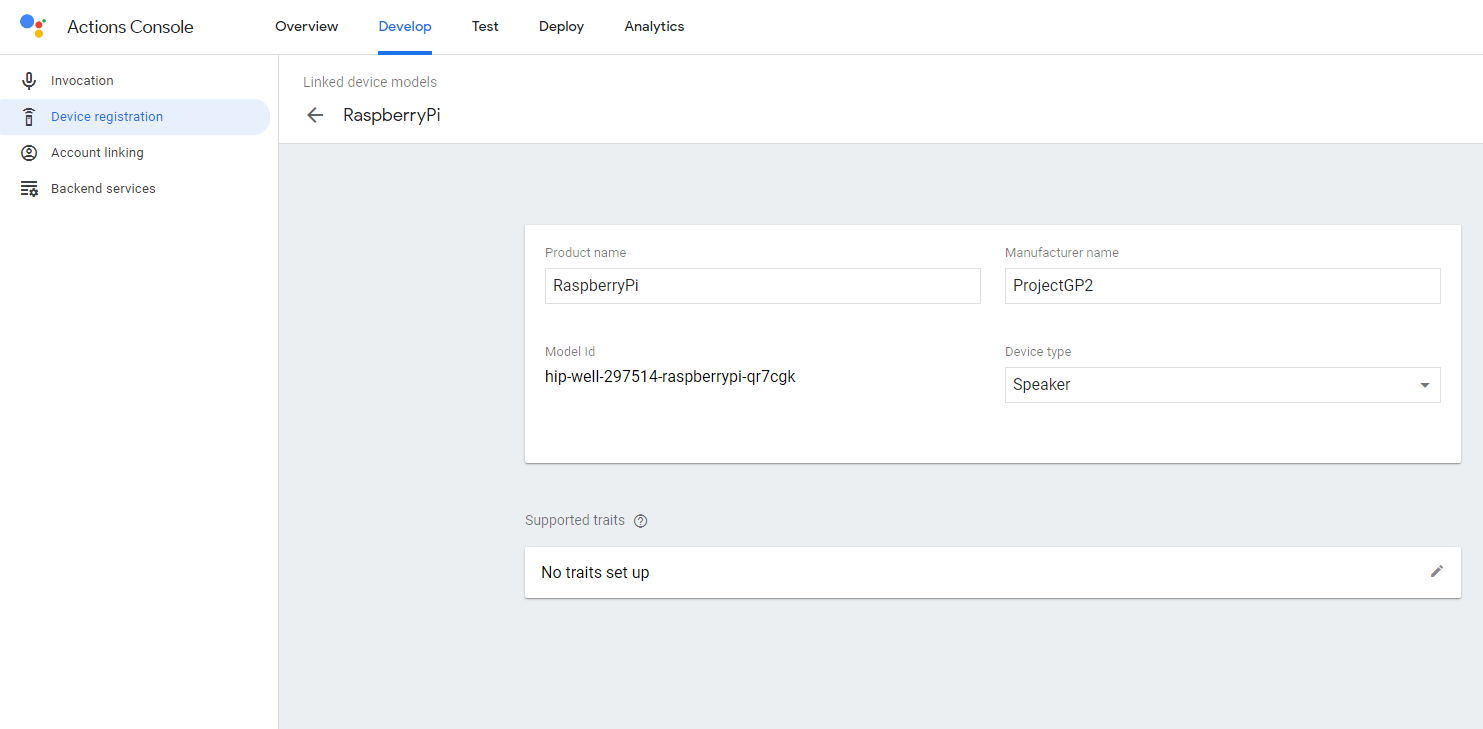 Actions Console
Overview
Develop
Test
Deploy
Analytics
Invocation
Device registration
Account linking
Backend services
Linked device models
RaspberryPi
Product name
RaspberryPi
Manufacturer name
ProjectGP2
Model Id
hip-well-297514-raspberrypi-qr7cgk
Device type
Speaker
Supported traits
No traits set up